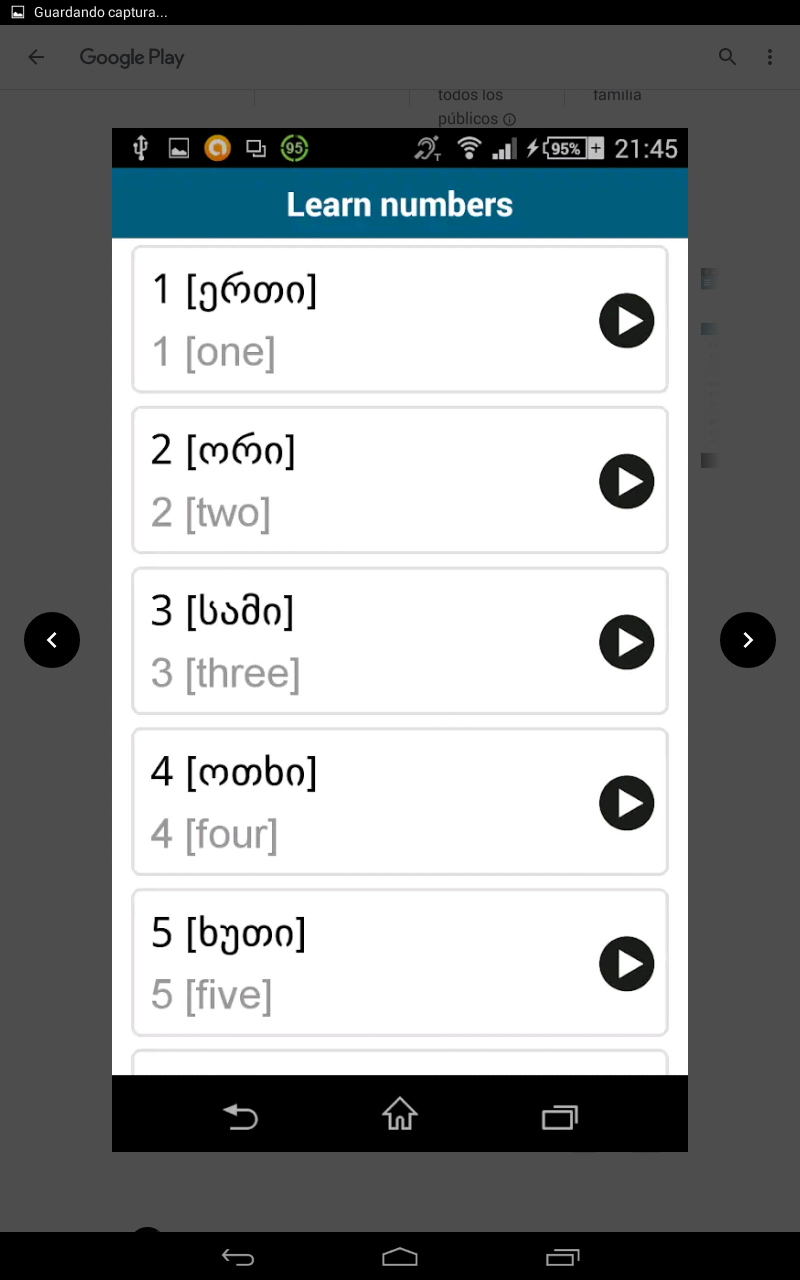 Guardando captura...
Google Play
todos los
públicos
familia
95
95%
21:45
Learn numbers
1 [ერთი]
1 [one]
2 [ორი]
2 [two]
3 [სამი]
3 [three]
4 [ოთხი]
4 [four]
5 [ხუთი]
5 [five]